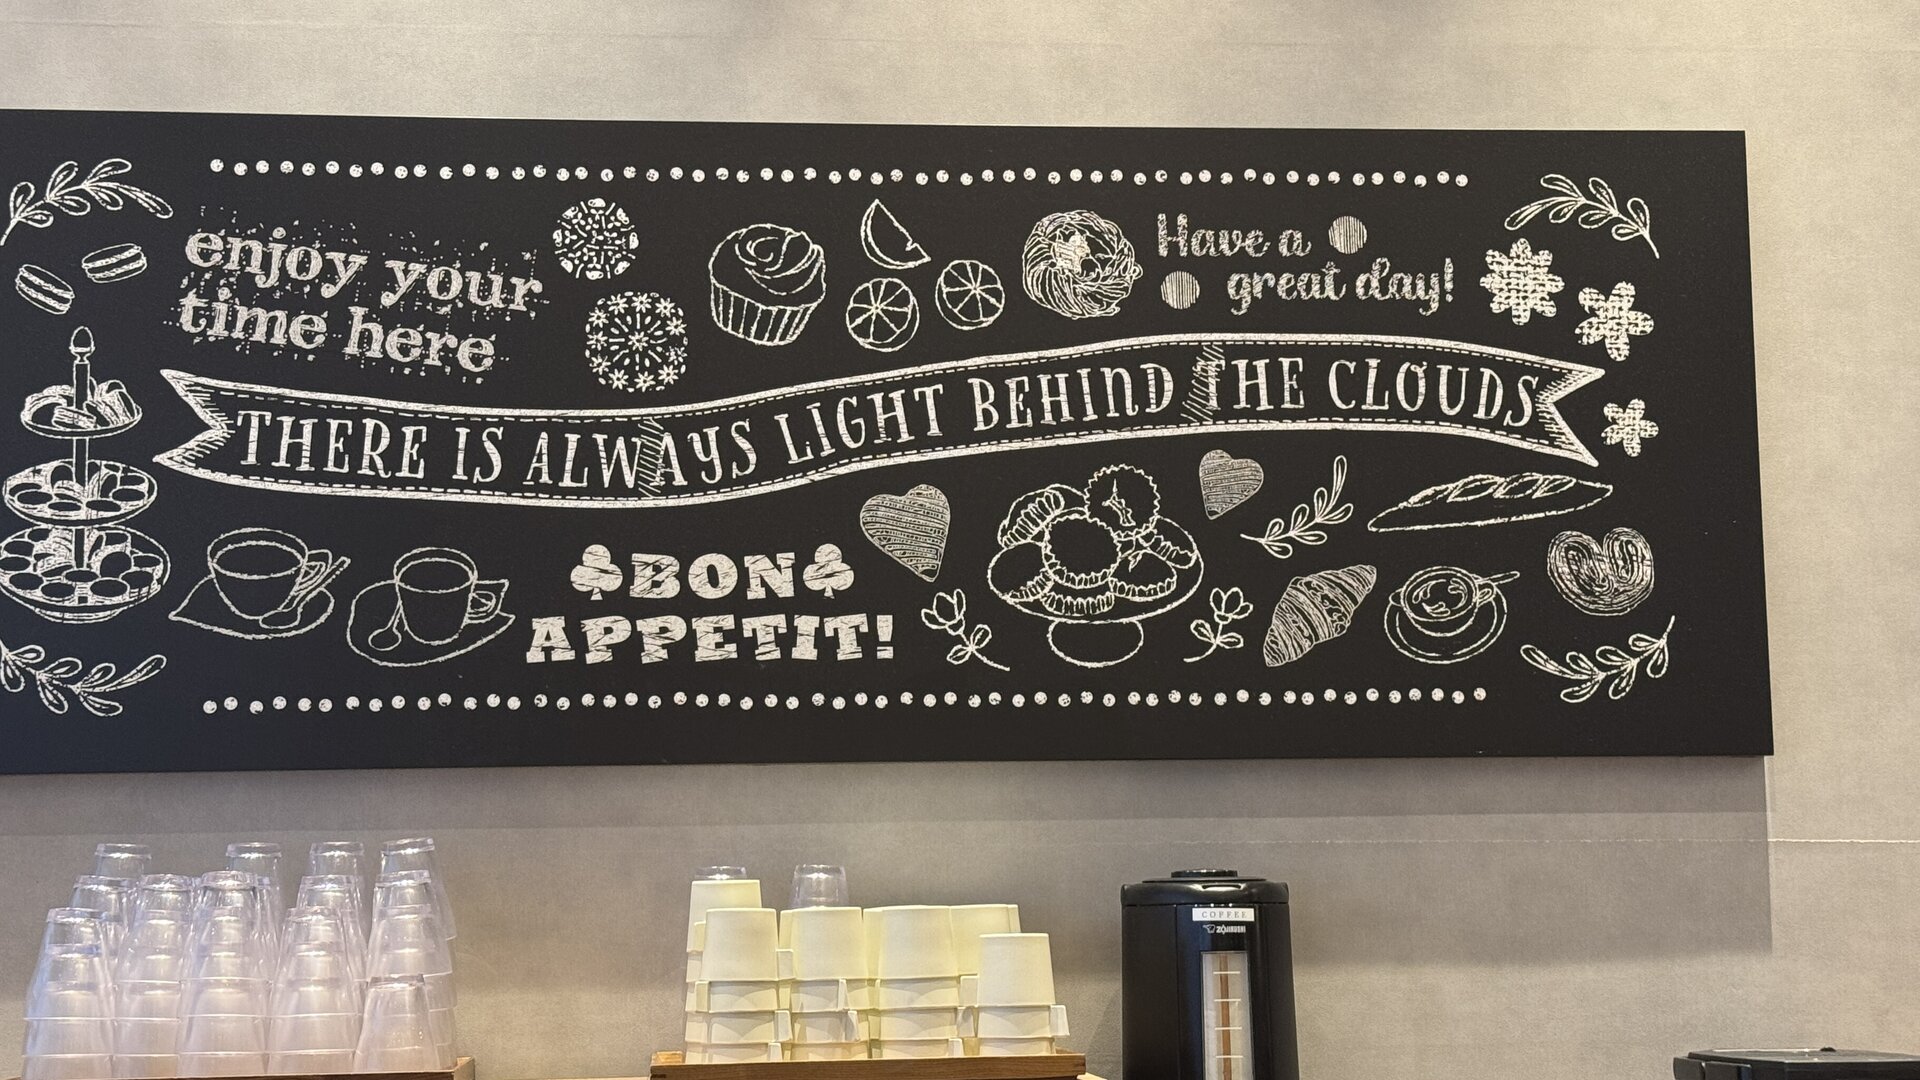 enjoy your
time here
Have a
great day!
THERE IS ALWAYS LIGHT BEHIND THE CLOUDS
BON
APPETIT!
COFFEE
ZOJIRUSHI